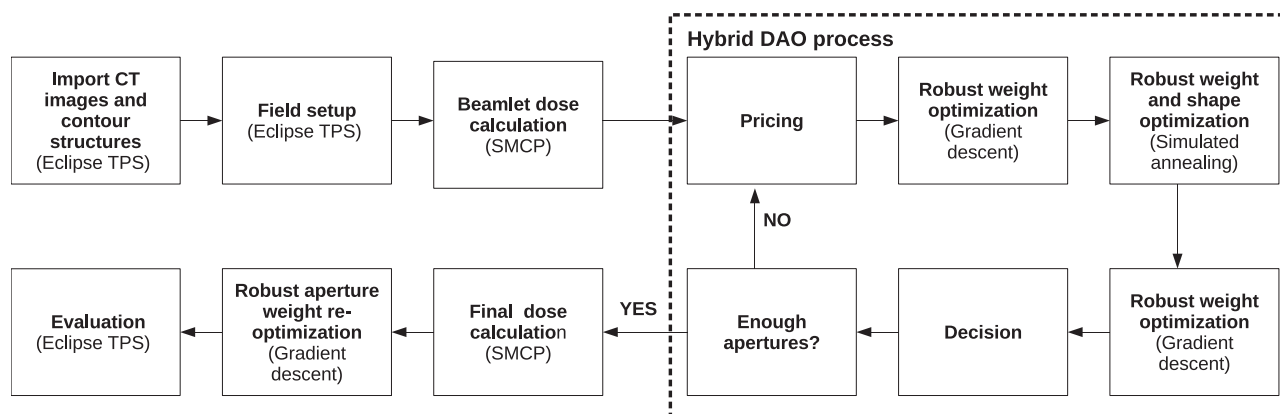 Hybrid DAO process
Import CT
images and
contour
structures
(Eclipse TPS)
Field setup
(Eclipse TPS)
Beamlet dose
calculation
(SMCP)
Pricing
Robust weight
optimization
(Gradient
descent)
Robust weight
and shape
optimization
(Simulated
annealing)
NO
Evaluation
(Eclipse TPS)
Robust aperture
weight re-
optimization
(Gradient
descent)
Final dose
calculation
(SMCP)
YES
Enough
apertures?
Decision
Robust weight
optimization
(Gradient
descent)